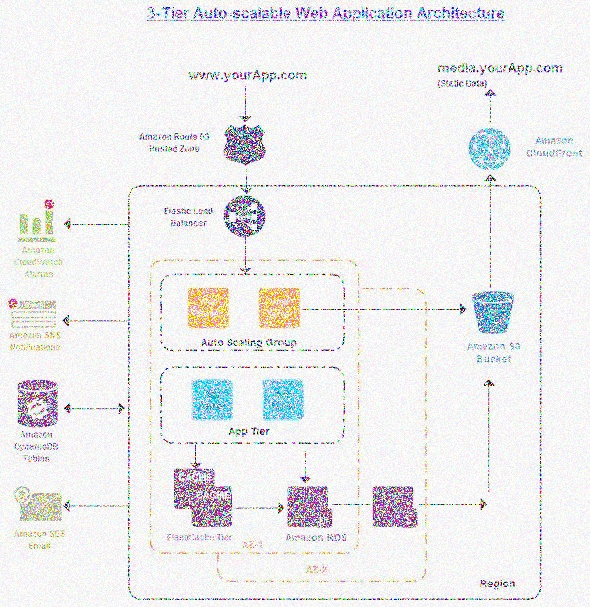 3-Tier Auto-scalable Web Application Architecture
www.yourApp.com
media.yourApp.com
(Static Data)
Amazon Route 53
Hosted Zone
Amazon
CloudFront
Elastic Load
Balancer
Amazon
CloudWatch
Alarms
Amazon SNS
Notifications
Auto Scaling Group
Amazon S3
Bucket
App Tier
Amazon
DynamoDB
Tables
Amazon SES
Email
ElastiCache Tier
Amazon RDS
AZ-1
AZ-2
Region